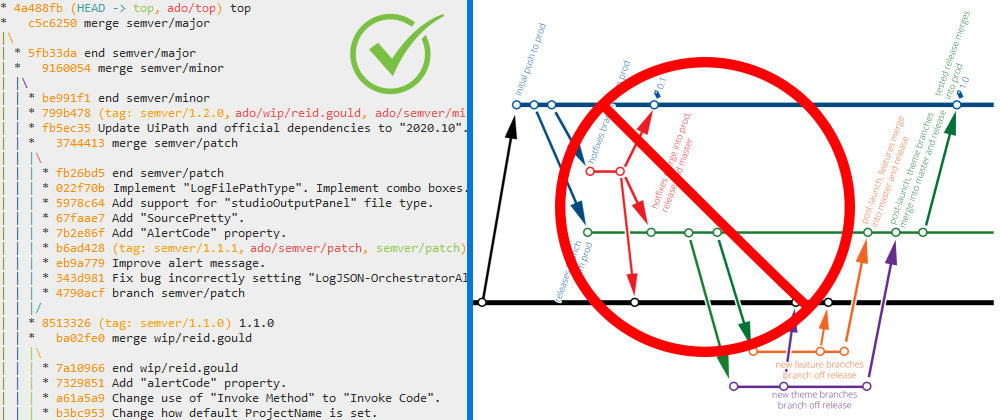 * 4a488fb (HEAD -> top, ado/top) top
* c5c6250 merge semver/major
|\
| * 5fb33da end semver/major
| * 9160054 merge semver/minor
| |\
| | * be991f1 end semver/minor
| | * 799b478 (tag: semver/1.2.0, ado/wip/reid.gould, ado/semver/mi
| | * fb5ec35 Update UiPath and official dependencies to "2020.10".
| | * 3744413 merge semver/patch
| | |\
| | | * fb26bd5 end semver/patch
| | | * 022f70b Implement "LogFilePathType". Implement combo boxes.
| | | * 5978c64 Add support for "studioOutputPanel" file type.
| | | * 67faae7 Add "SourcePretty".
| | | * 7b2e86f Add "AlertCode" property.
| | | * b6ad428 (tag: semver/1.1.1, ado/semver/patch, semver/patch)
| | | * eb9a779 Improve alert message.
| | | * 343d981 Fix bug incorrectly setting "LogJSON-OrchestratorAl
| | | * 4790acf branch semver/patch
| | |/
| | * 8513326 (tag: semver/1.1.0) 1.1.0
| | * ba02fe0 merge wip/reid.gould
| | |\
| | | * 7a10966 end wip/reid.gould
| | | * 7329851 Add "alertCode" property.
| | | * a61a5a9 Change use of "Invoke Method" to "Invoke Code".
| | | * b3bc953 Change how default ProjectName is set.
initial push to prod
prod
hotfixes
0.1
hotfixes merge into prod,
release and master
releases branch
from prod
tested release merges
into prod
1.0
post-launch, features merge
into master and release
post-launch, theme branches
merge into master and release
new feature branches
branch off release
new theme branches
branch off release